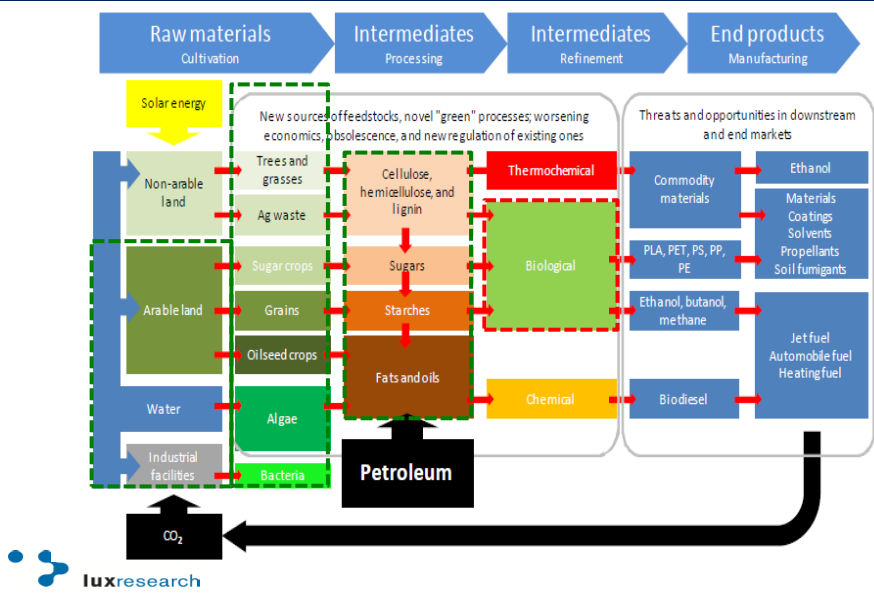 Raw materials
Cultivation
Intermediates
Processing
Intermediates
Refinement
End products
Manufacturing
Solar energy
New sources of feedstocks, novel "green" processes; worsening
economics, obsolescence, and new regulation of existing ones
Threats and opportunities in downstream
and end markets
Non-arable
land
Trees and
grasses
Ag waste
Cellulose,
hemicellulose, and
lignin
Thermochemical
Commodity
materials
Ethanol
Materials
Coatings
Solvents
Propellants
Soil fumigants
Arable land
Sugar crops
Sugars
Biological
PLA, PET, PS, PP,
PE
Grains
Starches
Ethanol, butanol,
methane
Oilseed crops
Fats and oils
Jet fuel
Automobile fuel
Heating fuel
Water
Algae
Chemical
Biodiesel
Industrial
facilities
Bacteria
Petroleum
CO₂
luxresearch